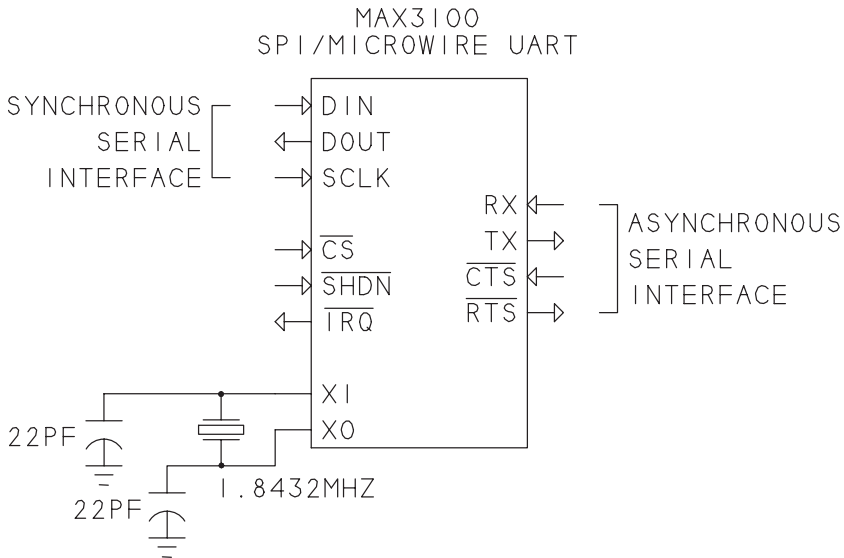 MAX3100
SPI/MICROWIRE UART
SYNCHRONOUS
SERIAL
INTERFACE
DIN
DOUT
SCLK
CS
SHDN
IRQ
X1
XO
RX
TX
CTS
RTS
ASYNCHRONOUS
SERIAL
INTERFACE
22PF
1.8432MHZ
22PF